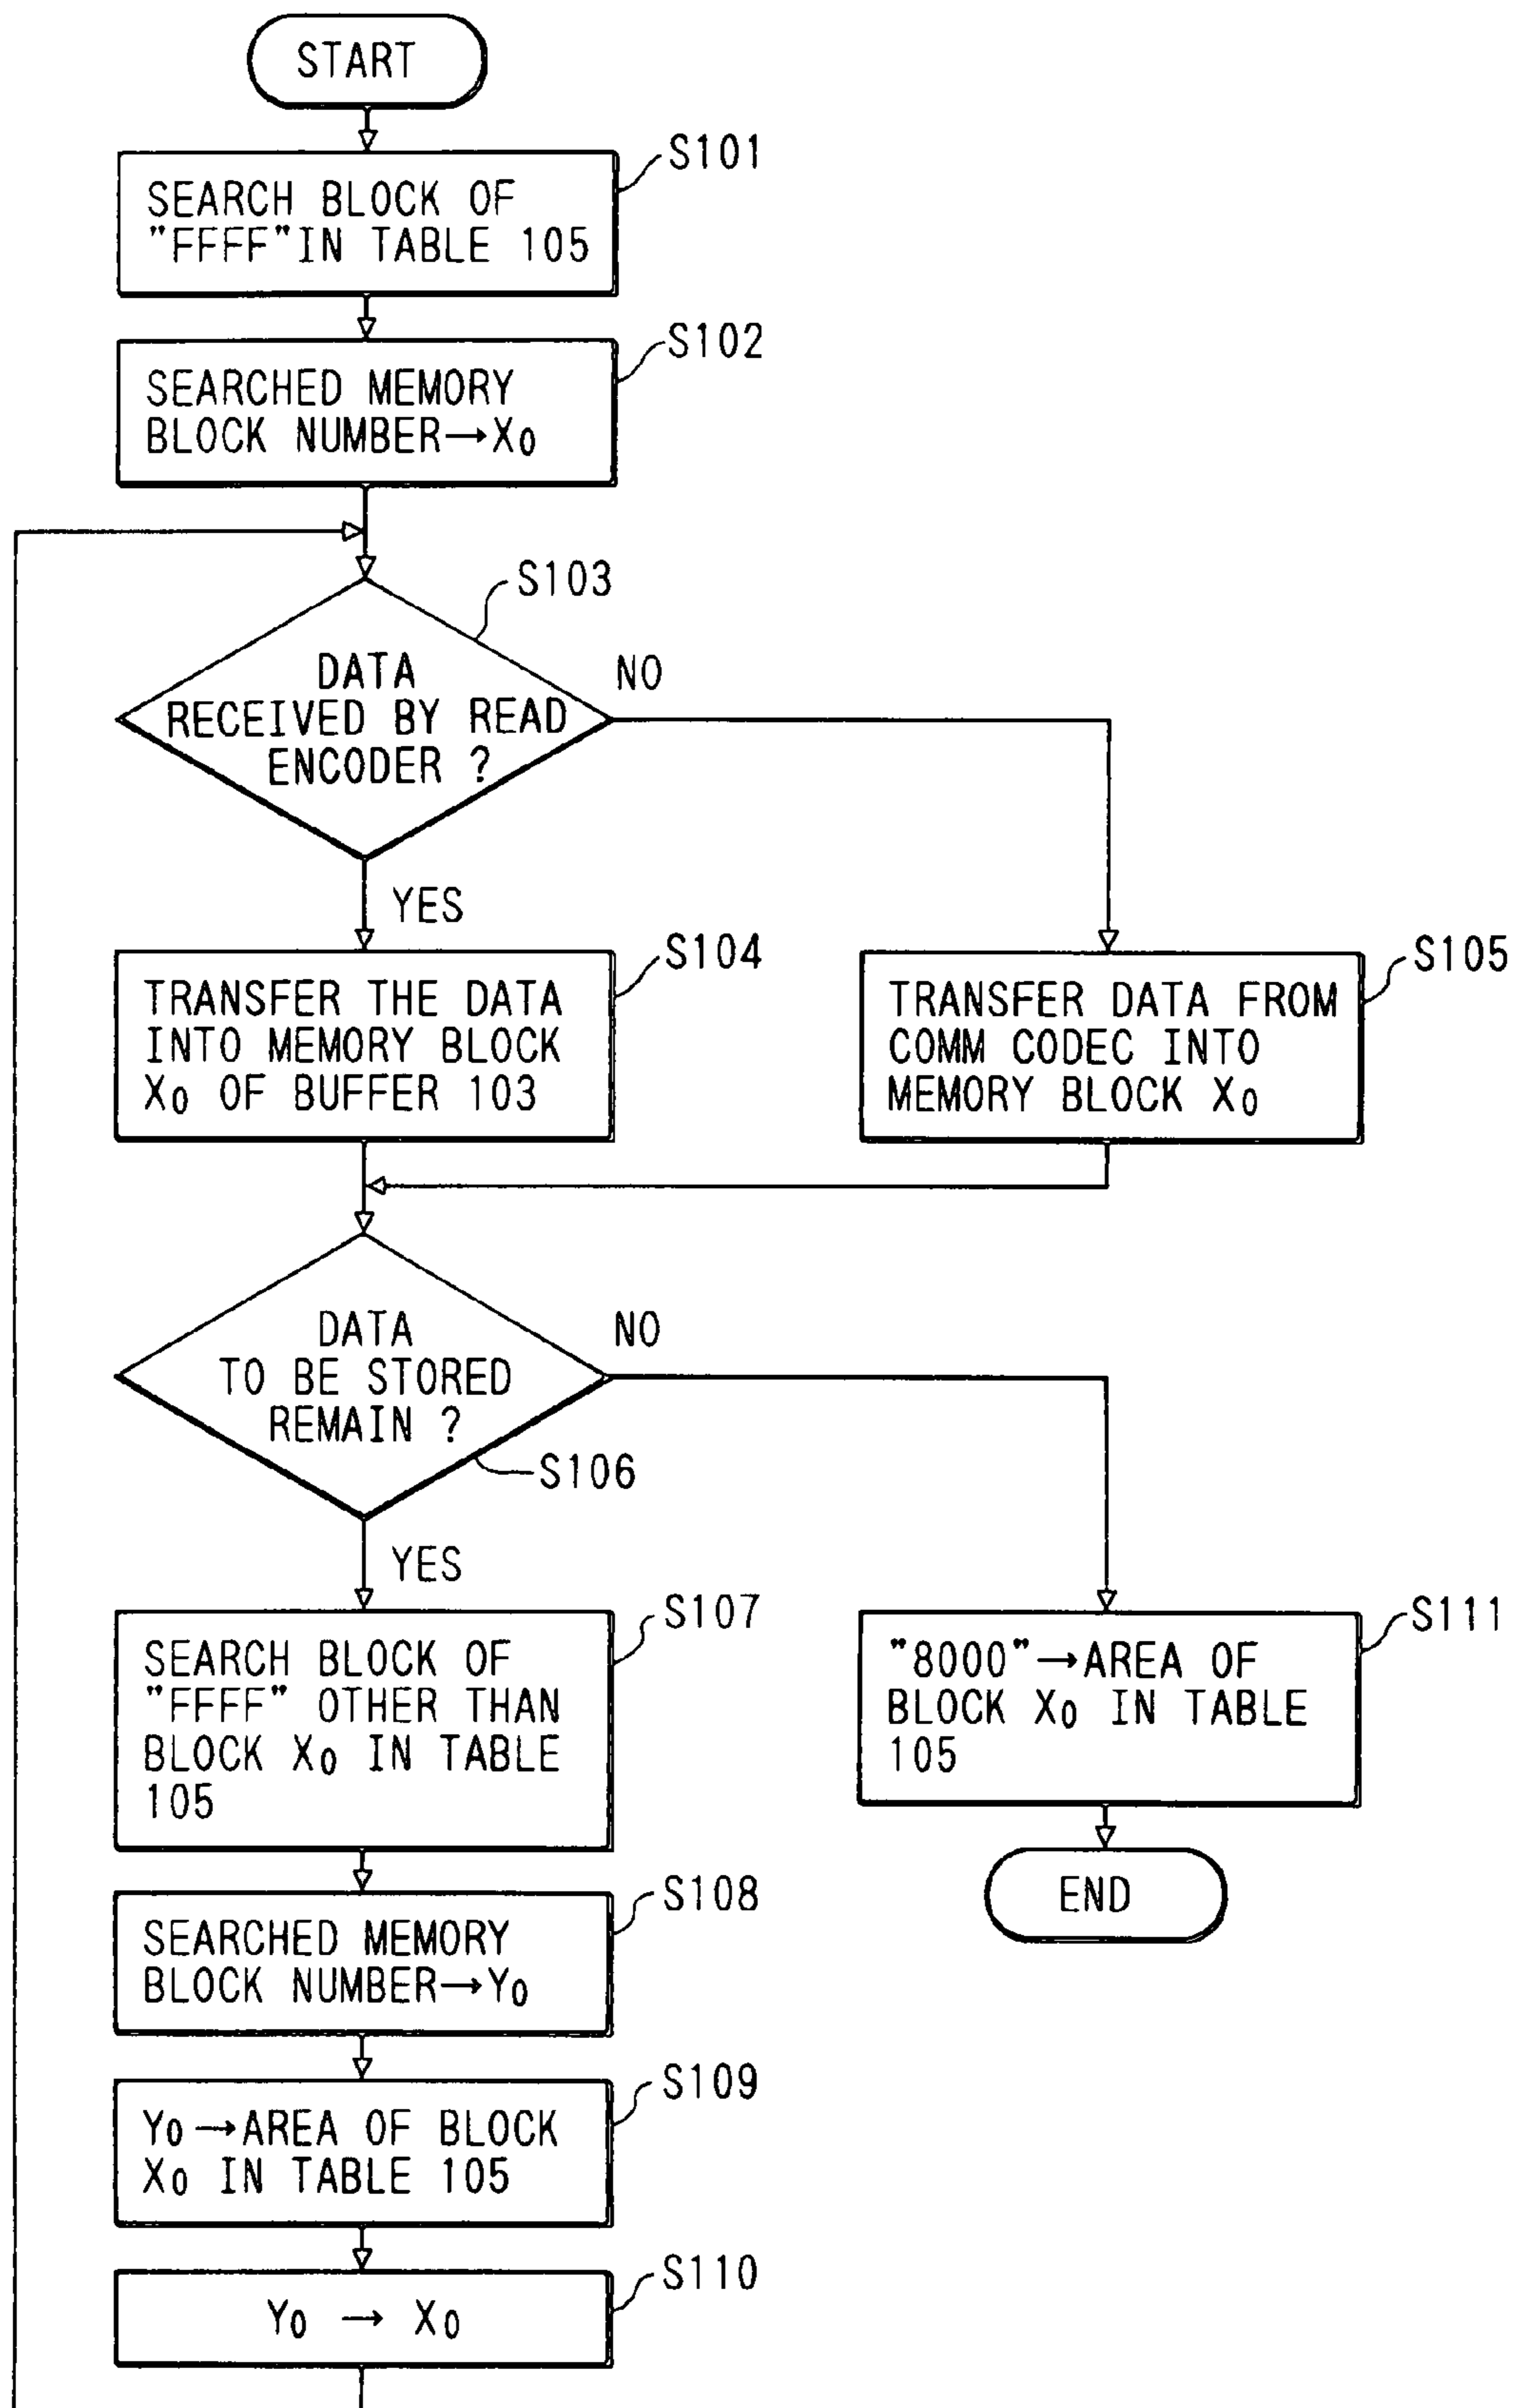 START
S101
SEARCH BLOCK OF
"FFFF"IN TABLE 105
S102
SEARCHED MEMORY
BLOCK NUMBER→X₀
S103
DATA
RECEIVED BY READ
ENCODER ?
NO
YES
S104
TRANSFER THE DATA
INTO MEMORY BLOCK
X₀ OF BUFFER 103
S105
TRANSFER DATA FROM
COMM CODEC INTO
MEMORY BLOCK X₀
DATA
TO BE STORED
REMAIN ?
NO
S106
YES
S107
SEARCH BLOCK OF
"FFFF" OTHER THAN
BLOCK X₀ IN TABLE
105
S111
"8000"→AREA OF
BLOCK X₀ IN TABLE
105
END
S108
SEARCHED MEMORY
BLOCK NUMBER→Y₀
S109
Y₀→AREA OF BLOCK
X₀ IN TABLE 105
S110
Y₀ → X₀